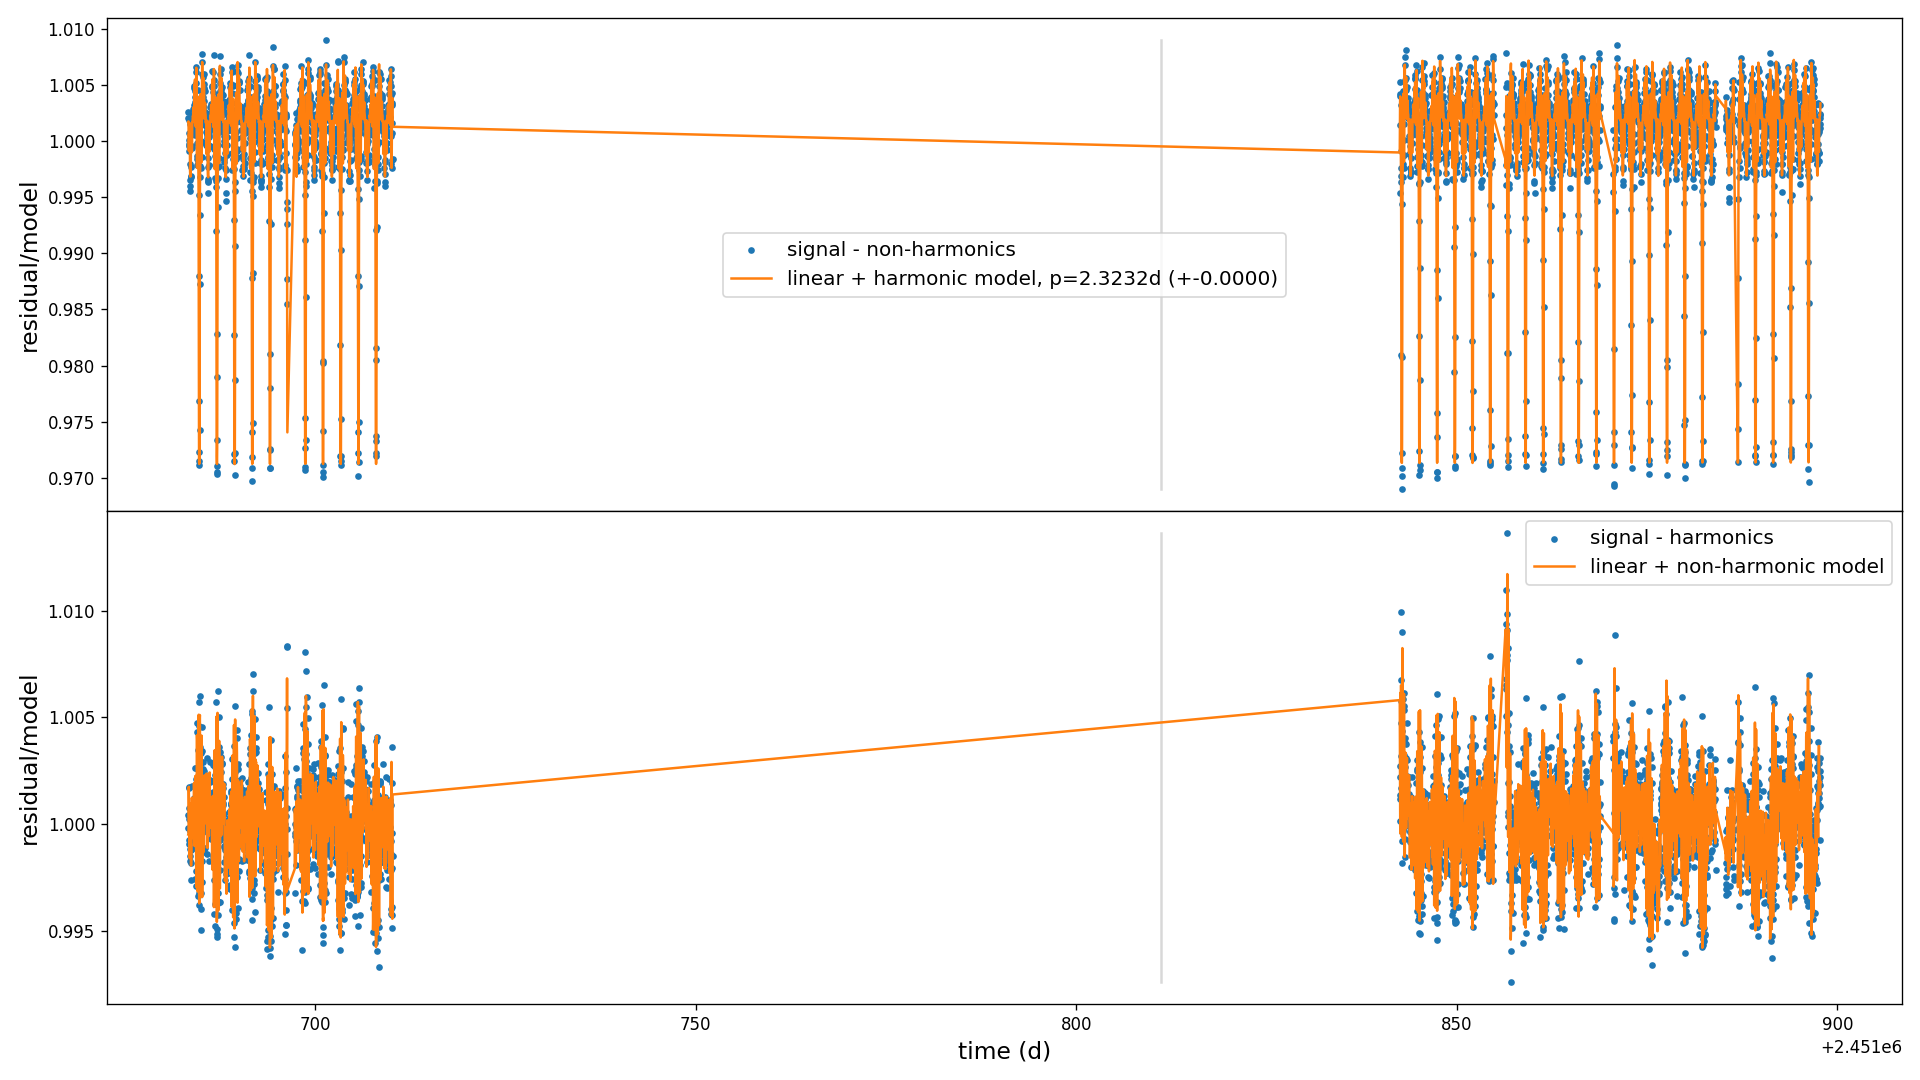 1.010
1.005
1.000
0.995
0.990
0.985
0.980
0.975
0.970
residual/model
signal - non-harmonics
linear + harmonic model, p=2.3232d (+-0.0000)
signal - harmonics
linear + non-harmonic model
1.010
1.005
1.000
0.995
residual/model
700
750
800
850
900
time (d)
+2.451e6